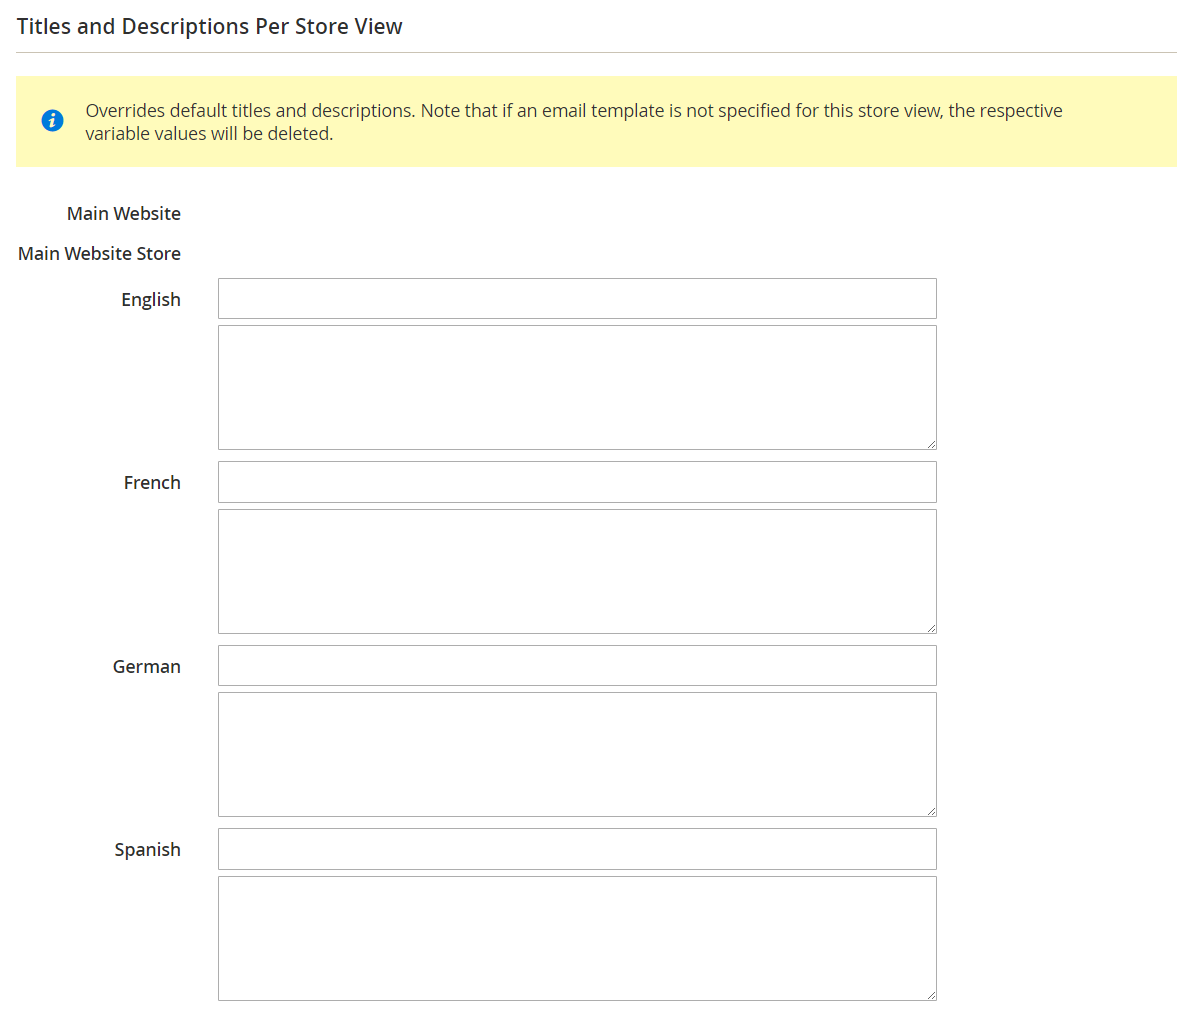 Titles and Descriptions Per Store View
Overrides default titles and descriptions. Note that if an email template is not specified for this store view, the respective
variable values will be deleted.
Main Website
Main Website Store
English
French
German
Spanish